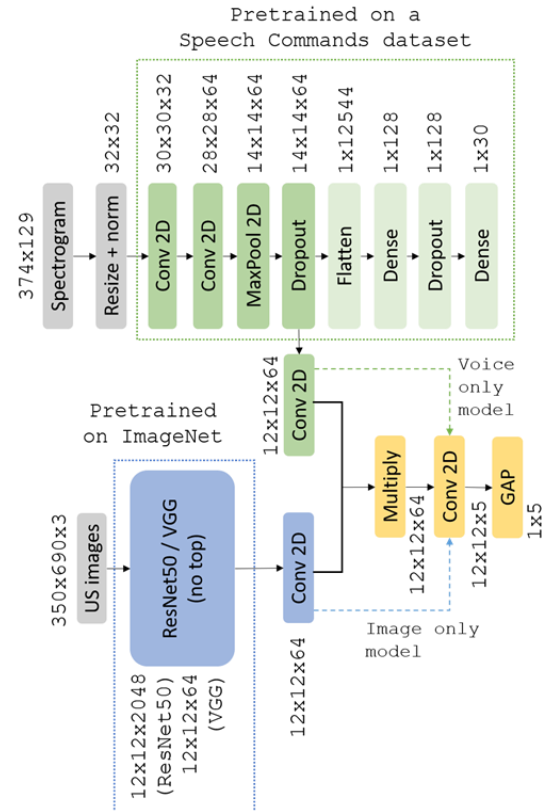 Pretrained on a
Speech Commands dataset
374x129
Spectrogram
32x32
Resize + norm
30x30x32
Conv 2D
28x28x64
Conv 2D
14x14x64
MaxPool 2D
14x14x64
Dropout
1x12544
Flatten
1x128
Dense
1x128
Dropout
1x30
Dense
Pretrained
on ImageNet
350x690x3
US images
ResNet50 / VGG
(no top)
12x12x2048
(ResNet50)
12x12x64
(VGG)
12x12x64
Conv 2D
12x12x64
Conv 2D
Voice
only
model
Image only
model
Multiply
12x12x64
Conv 2D
12x12x5
GAP
1x5